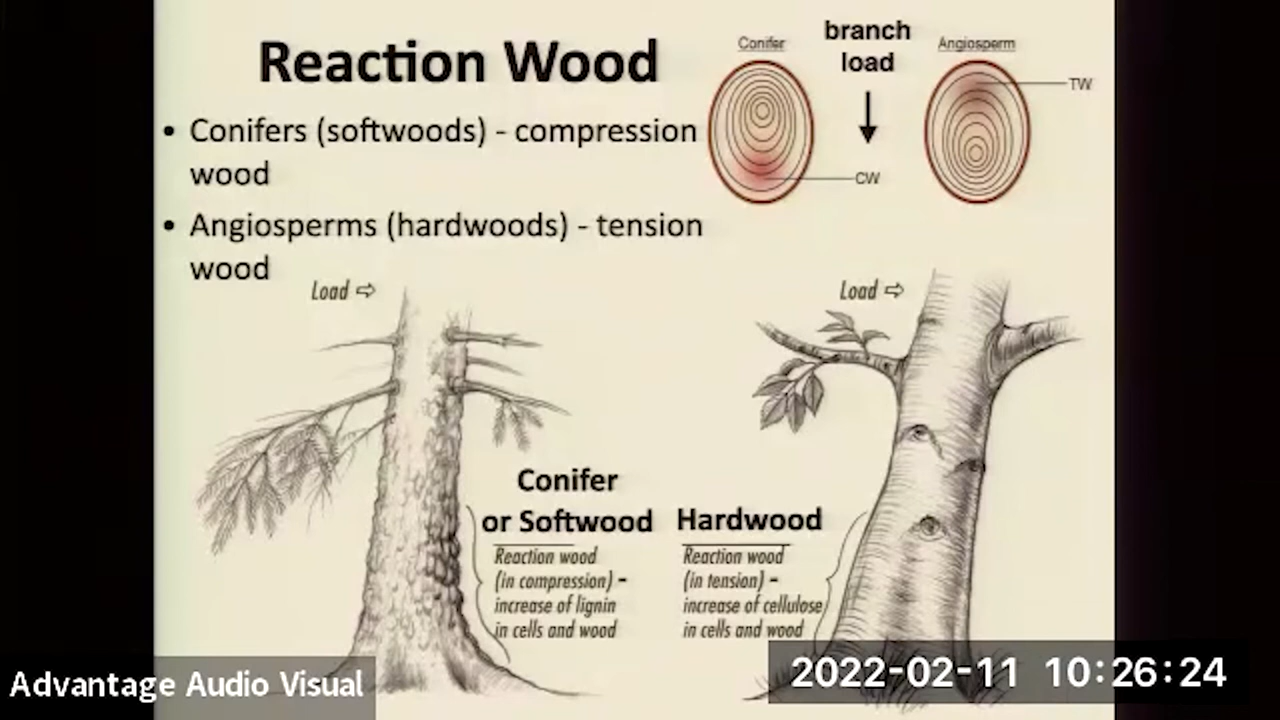 Reaction Wood
• Conifers (softwoods) - compression
wood
• Angiosperms (hardwoods) - tension
wood
Conifer
branch
load
Angiosperm
TW
CW
Load ⇨
Load ⇨
Conifer
or Softwood
Reaction wood
(in compression) -
increase of lignin
in cells and wood
Hardwood
Reaction wood
(in tension) -
increase of cellulose
in cells and wood
Advantage Audio Visual
2022-02-11 10:26:24